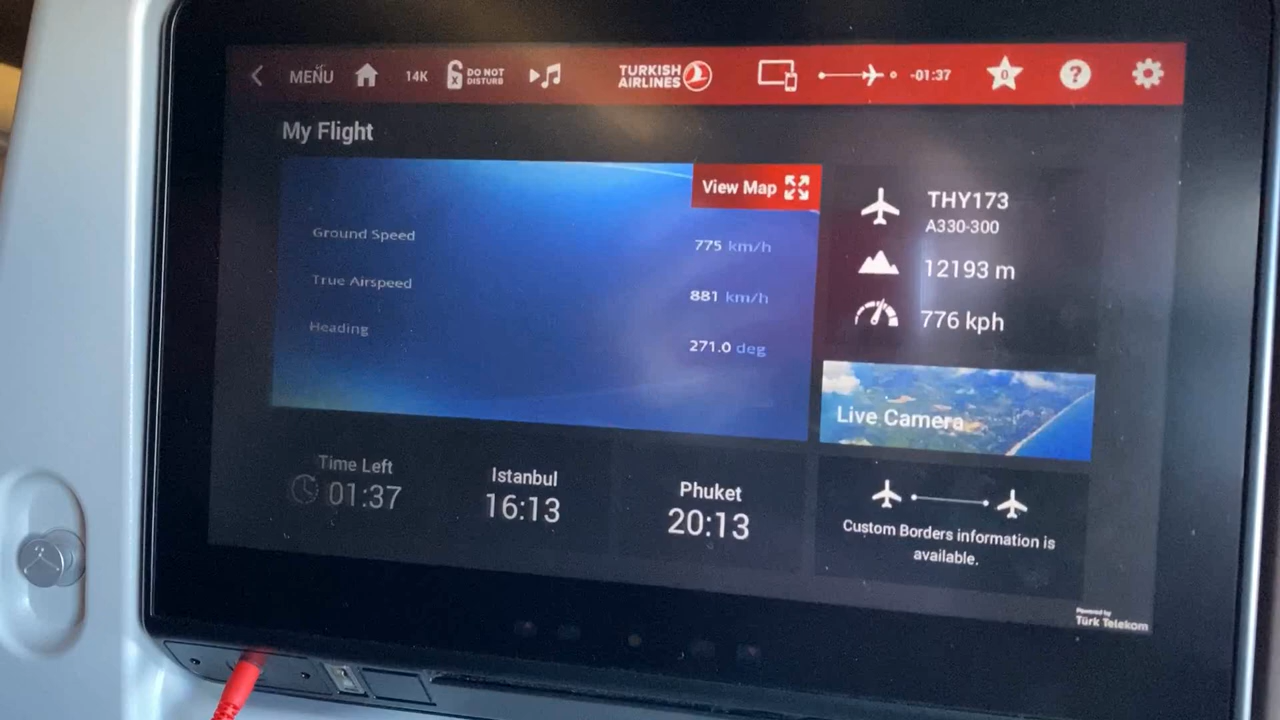 MENU
14K
DO NOT
DISTURB
TURKISH
AIRLINES
-01:37
0
?
My Flight
View Map
Ground Speed 775 km/h
True Airspeed 881 km/h
Heading 271.0 deg
THY173
A330-300
12193 m
776 kph
Live Camera
Time Left
01:37
Istanbul
16:13
Phuket
20:13
Custom Borders information is
available.
Powered by
Türk Telekom